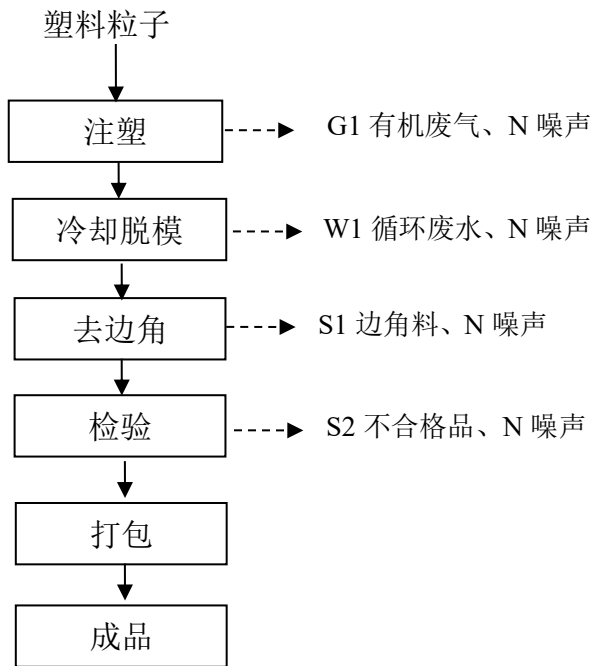 塑料粒子
注塑
G1 有机废气、N 噪声
冷却脱模
W1 循环废水、N 噪声
去边角
S1 边角料、N 噪声
检验
S2 不合格品、N 噪声
打包
成品